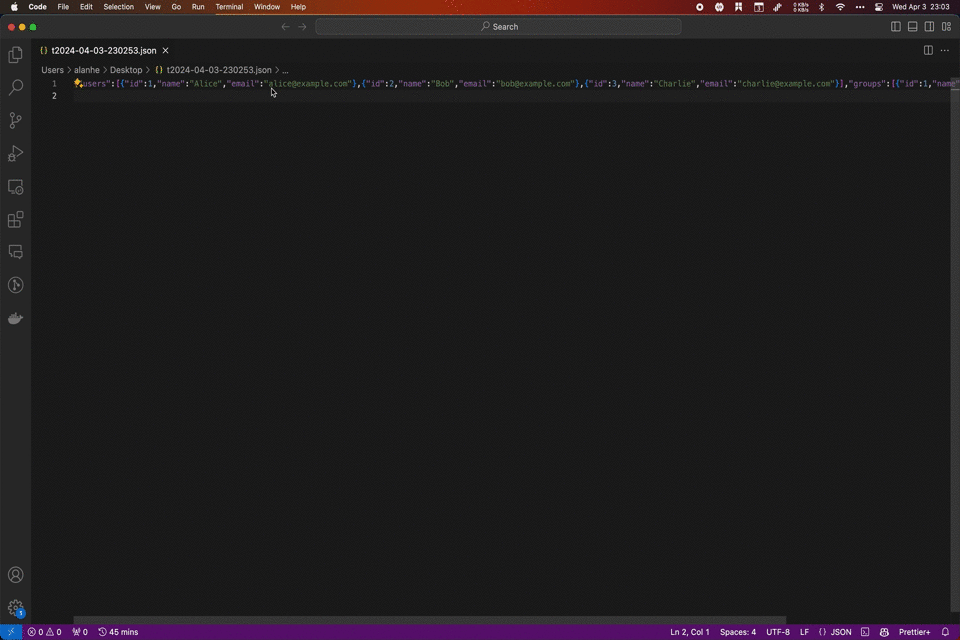 Code File Edit Selection View Go Run Terminal Window Help 0 KB/s 0 KB/s Wed Apr 3 23:03
Search
{} t2024-04-03-230253.json
Users > alanhe > Desktop > {} t2024-04-03-230253.json > ...
1 users":[{"id":1,"name":"Alice","email":"alice@example.com"},{"id":2,"name":"Bob","email":"bob@example.com"},{"id":3,"name":"Charlie","email":"charlie@example.com"}],"groups":[{"id":1,"name"
2
0 0 0 45 mins Ln 2, Col 1 Spaces: 4 UTF-8 LF {} JSON Prettier+